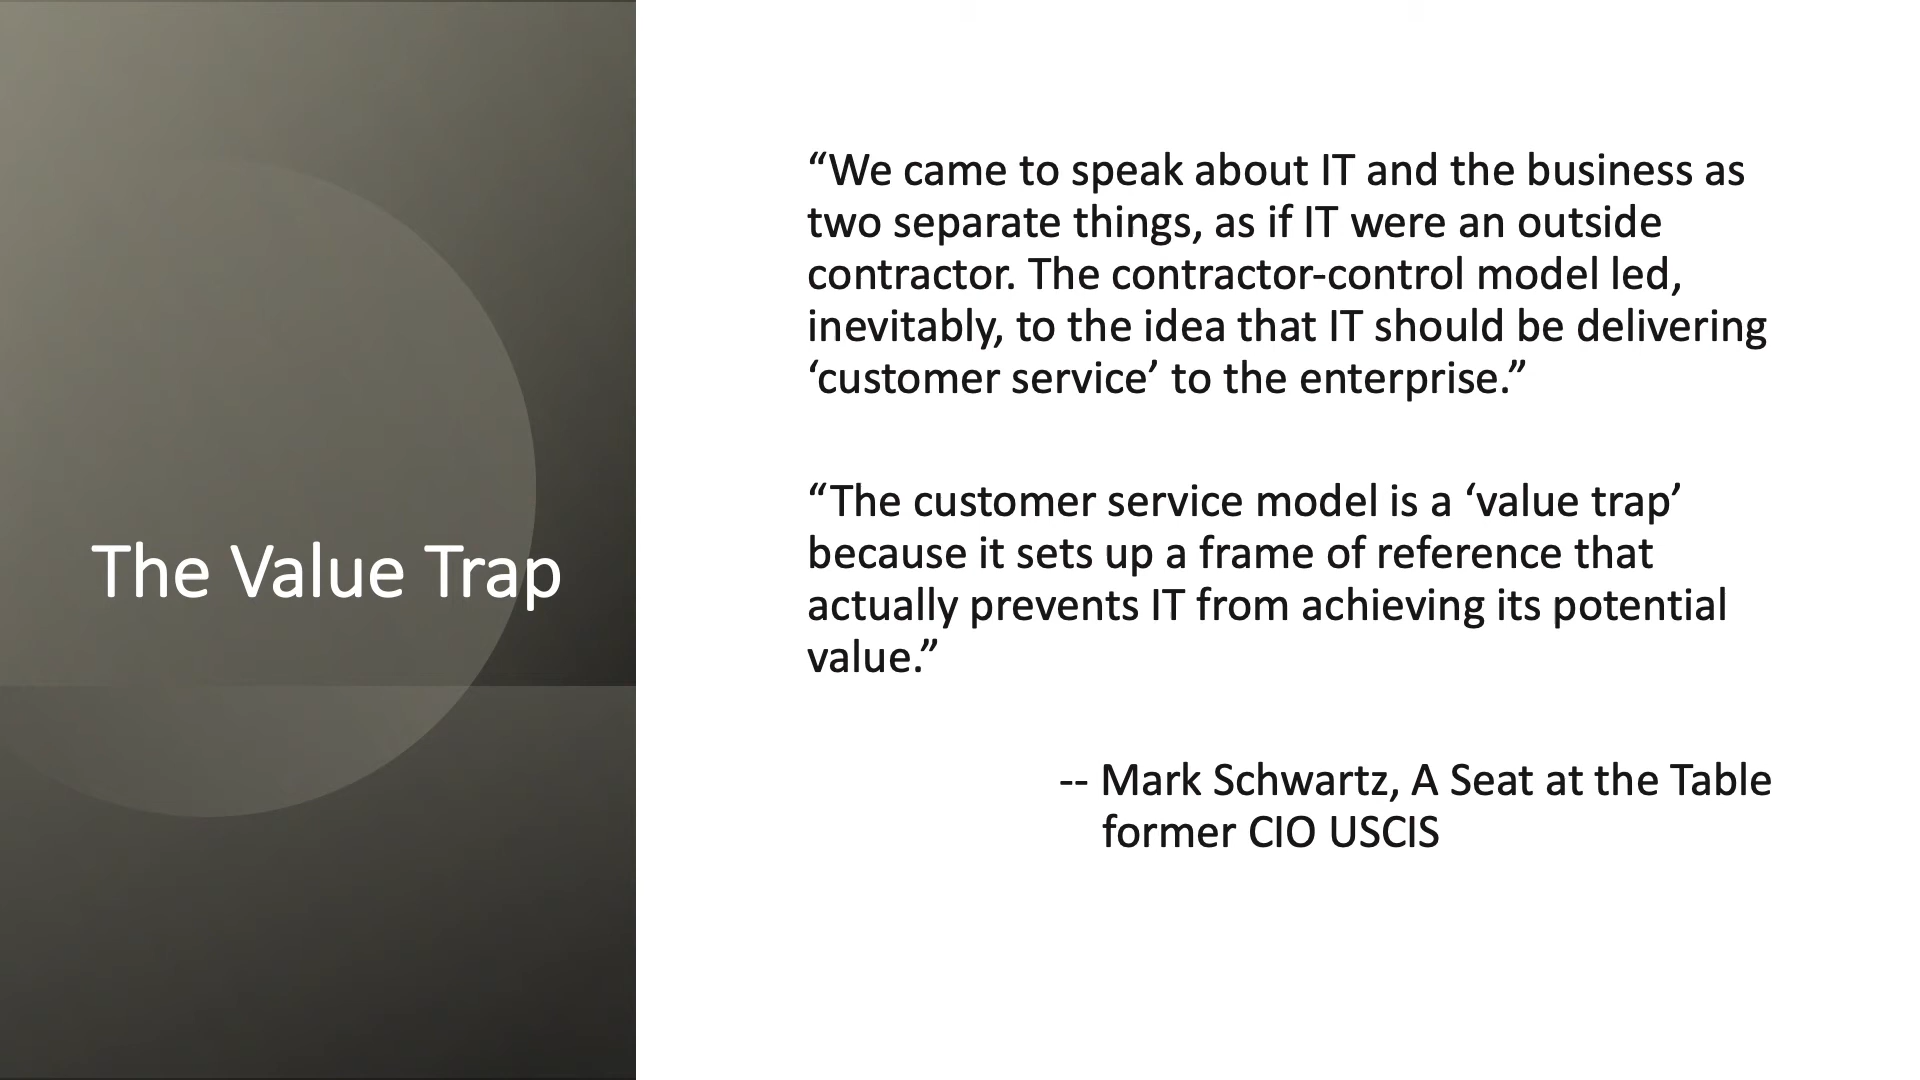 The Value Trap
“We came to speak about IT and the business as
two separate things, as if IT were an outside
contractor. The contractor-control model led,
inevitably, to the idea that IT should be delivering
‘customer service’ to the enterprise.”
“The customer service model is a ‘value trap’
because it sets up a frame of reference that
actually prevents IT from achieving its potential
value.”
-- Mark Schwartz, A Seat at the Table
former CIO USCIS